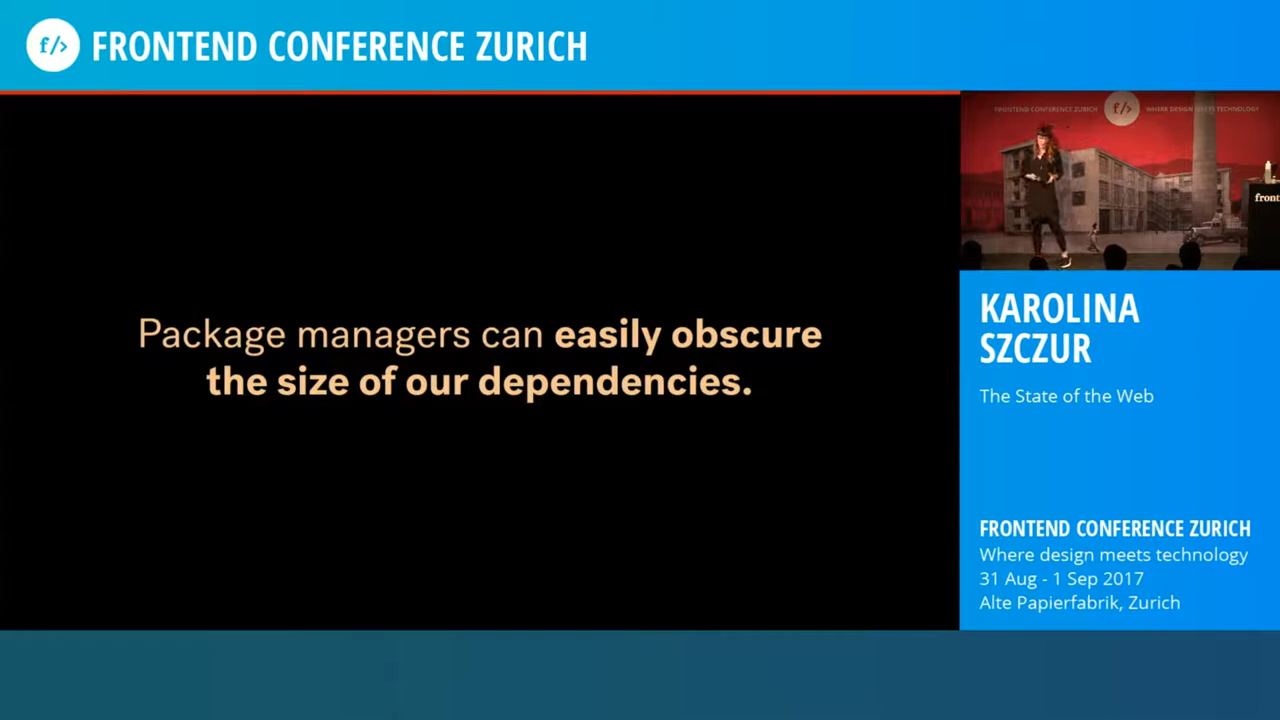 f/> FRONTEND CONFERENCE ZURICH
Package managers can easily obscure
the size of our dependencies.
FRONTEND CONFERENCE ZURICH f/> WHERE DESIGN MEETS TECHNOLOGY
front
KAROLINA
SZCZUR
The State of the Web
FRONTEND CONFERENCE ZURICH
Where design meets technology
31 Aug - 1 Sep 2017
Alte Papierfabrik, Zurich